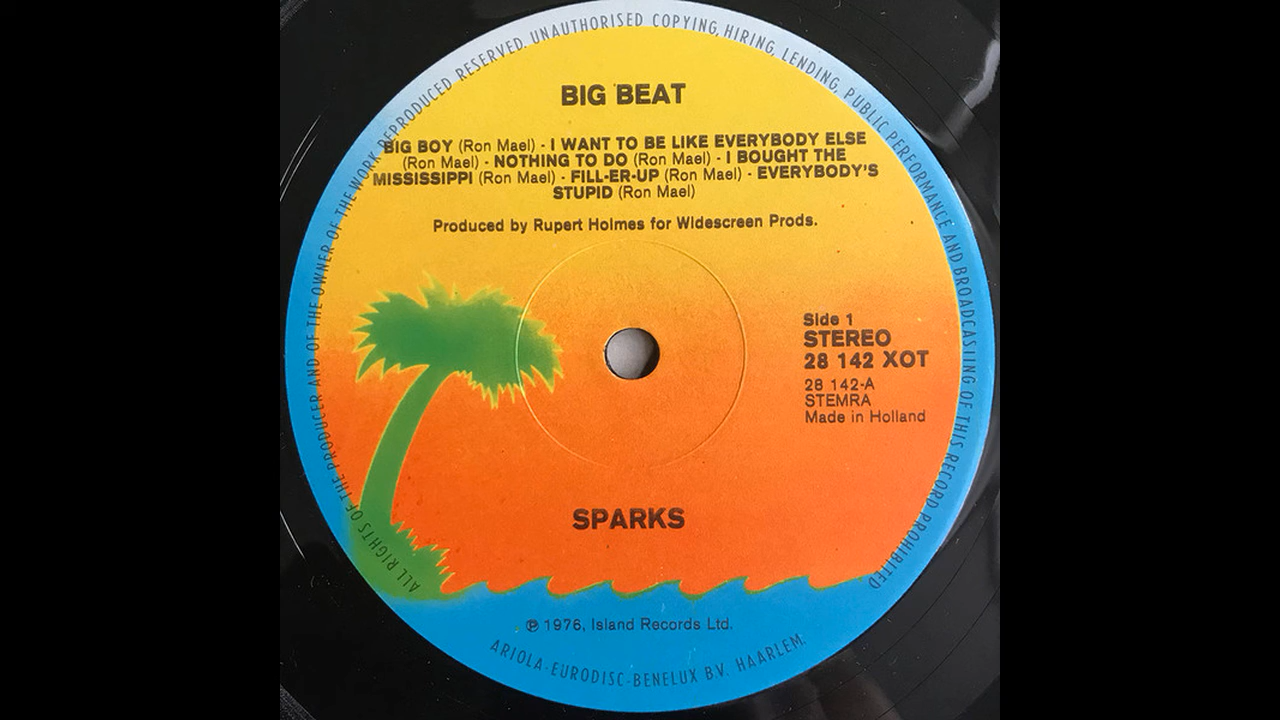 BIG BEAT
BIG BOY (Ron Mael) - I WANT TO BE LIKE EVERYBODY ELSE
(Ron Mael) - NOTHING TO DO (Ron Mael) - I BOUGHT THE
MISSISSIPPI (Ron Mael) - FILL-ER-UP (Ron Mael) - EVERYBODY'S
STUPID (Ron Mael)
Produced by Rupert Holmes for Widescreen Prods.
Side 1
STEREO
28 142 XOT
28 142-A
STEMRA
Made in Holland
SPARKS
℗ 1976, Island Records Ltd.
ARIOLA-EURODISC-BENELUX B.V. HAARLEM.
ALL RIGHTS OF THE PRODUCER AND OF THE OWNER OF THE WORK REPRODUCED RESERVED. UNAUTHORISED COPYING, HIRING, LENDING, PUBLIC PERFORMANCE AND BROADCASTING OF THIS RECORD PROHIBITED